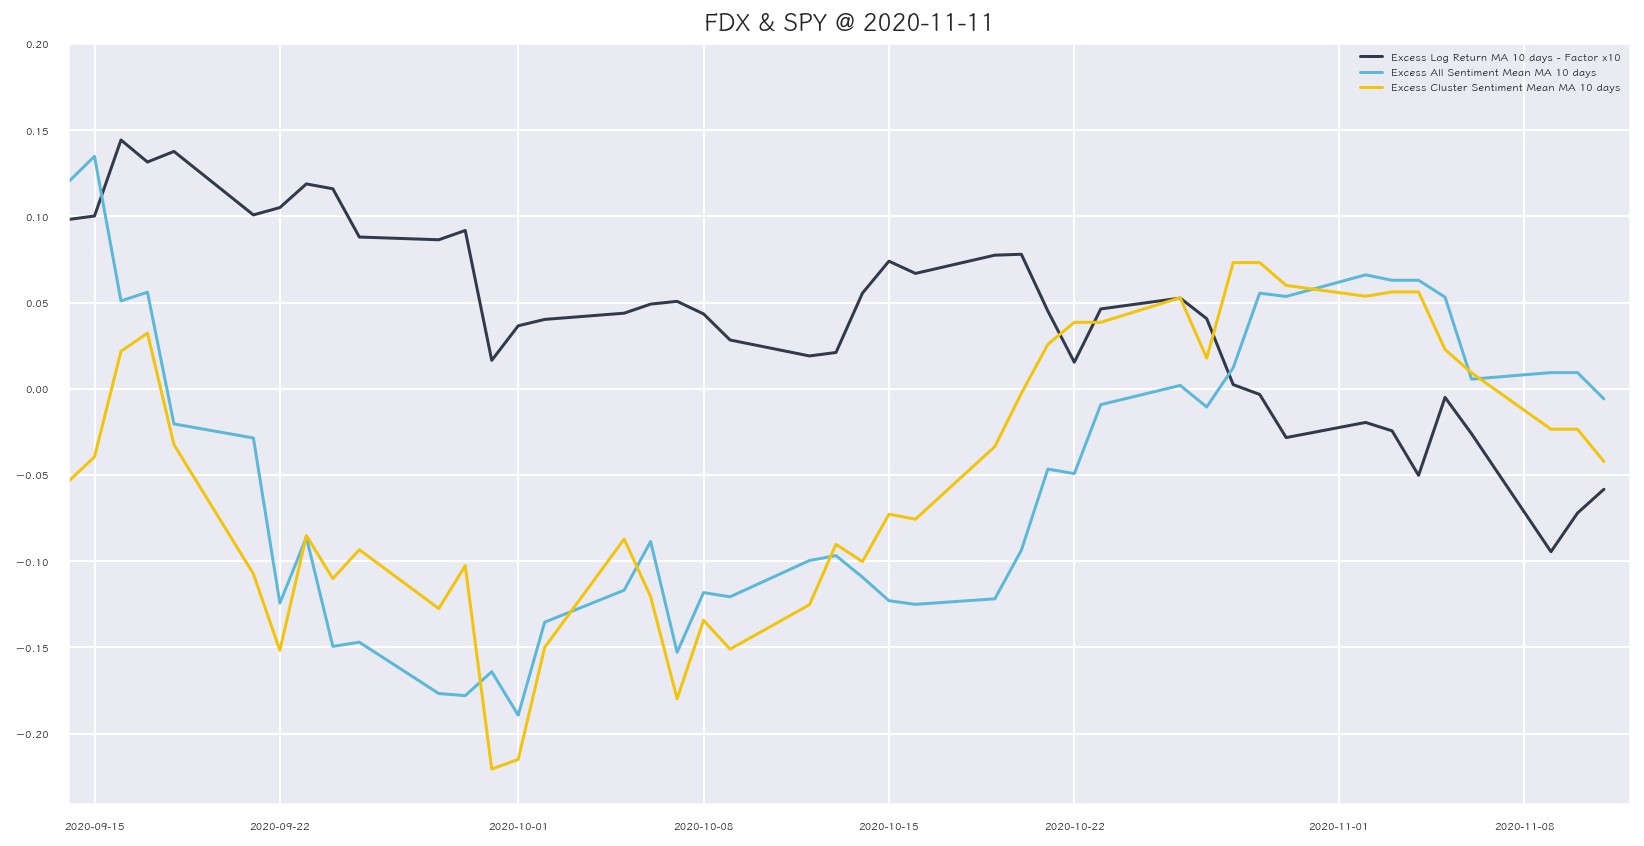 FDX & SPY @ 2020-11-11
Excess Log Return MA 10 days - Factor x10
Excess All Sentiment Mean MA 10 days
Excess Cluster Sentiment Mean MA 10 days
0.20
0.15
0.10
0.05
0.00
−0.05
−0.10
−0.15
−0.20
2020-09-15 2020-09-22 2020-10-01 2020-10-08 2020-10-15 2020-10-22 2020-11-01 2020-11-08